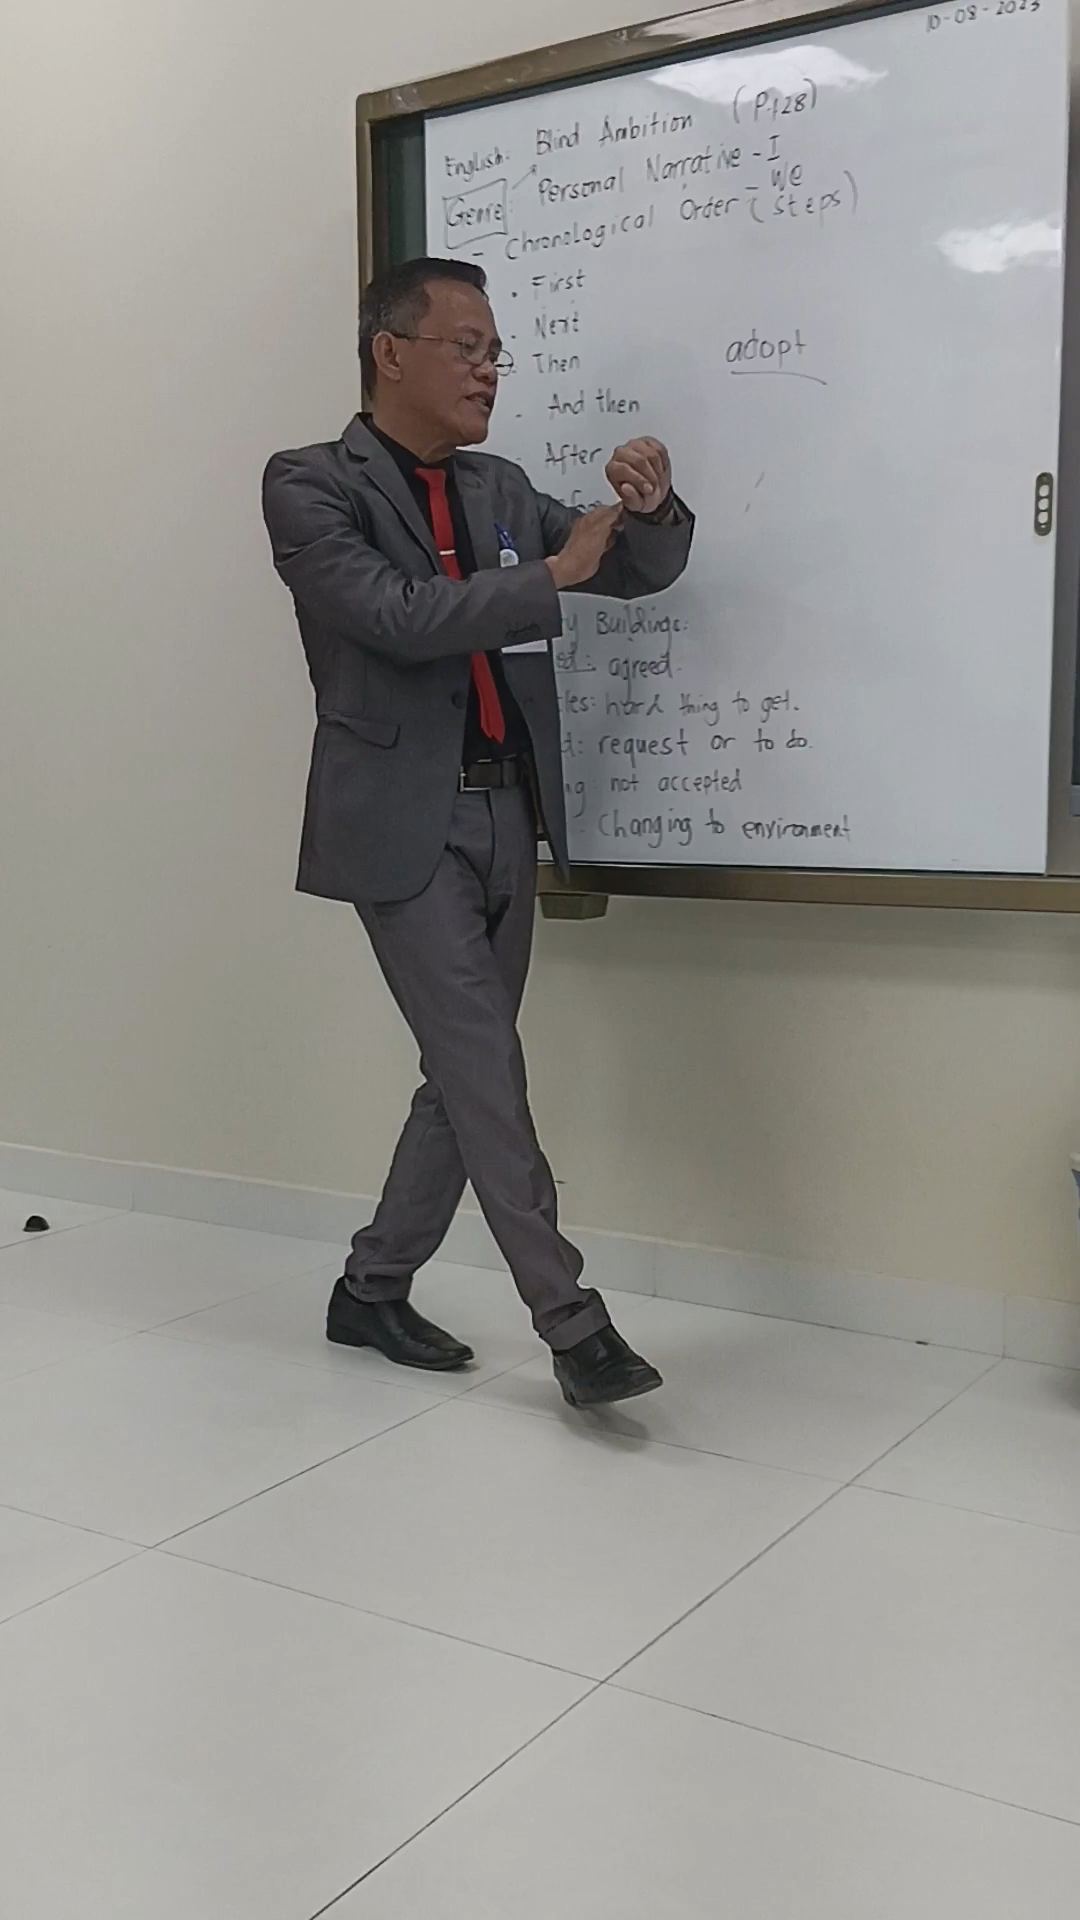 10-08-2023
English: Blind Ambition (P.128)
Genre: Personal Narrative - I
- We
- Chronological Order - (steps)
. First
. Next
. Then
- And then
- After
Buildings:
: agreed.
: hard thing to get.
: request or to do.
not accepted
- Changing to environment
adopt